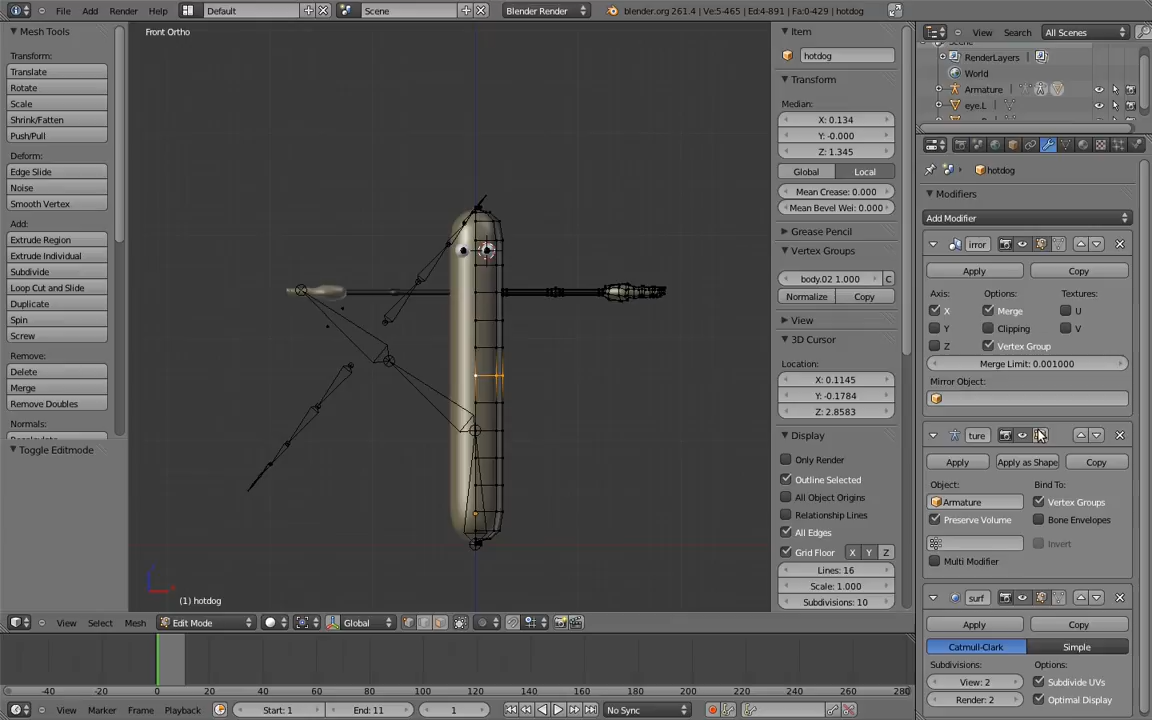 File Add Render Help Default Scene Blender Render blender.org 261.4 | Ve:5-465 | Ed:4-891 | Fa:0-429 | hotdog
Mesh Tools
Transform:
Translate
Rotate
Scale
Shrink/Fatten
Push/Pull
Deform:
Edge Slide
Noise
Smooth Vertex
Add:
Extrude Region
Extrude Individual
Subdivide
Loop Cut and Slide
Duplicate
Spin
Screw
Remove:
Delete
Merge
Remove Doubles
Normals:
Toggle Editmode
Front Ortho
(1) hotdog
Item
hotdog
Transform
Median:
X: 0.134
Y: -0.000
Z: 1.345
Global Local
Mean Crease: 0.000
Mean Bevel Wei: 0.000
Grease Pencil
Vertex Groups
body.02 1.000 C
Normalize Copy
View
3D Cursor
Location:
X: 0.1145
Y: -0.1784
Z: 2.8583
Display
Only Render
Outline Selected
All Object Origins
Relationship Lines
All Edges
Grid Floor X Y Z
Lines: 16
Scale: 1.000
Subdivisions: 10
View Search All Scenes
RenderLayers
World
Armature
eye.L
hotdog
Modifiers
Add Modifier
irror
Apply Copy
Axis: Options: Textures:
X Merge U
Y Clipping V
Z Vertex Group
Merge Limit: 0.001000
Mirror Object:
ture
Apply Apply as Shape Copy
Object: Bind To:
Armature Vertex Groups
Preserve Volume Bone Envelopes
Invert
Multi Modifier
surf
Apply Copy
Catmull-Clark Simple
Subdivisions: Options:
View: 2 Subdivide UVs
Render: 2 Optimal Display
View Select Mesh Edit Mode Global
-40 -20 0 20 40 60 80 100 120 140 160 180 200 220 240 260 280
View Marker Frame Playback Start: 1 End: 11 1 No Sync